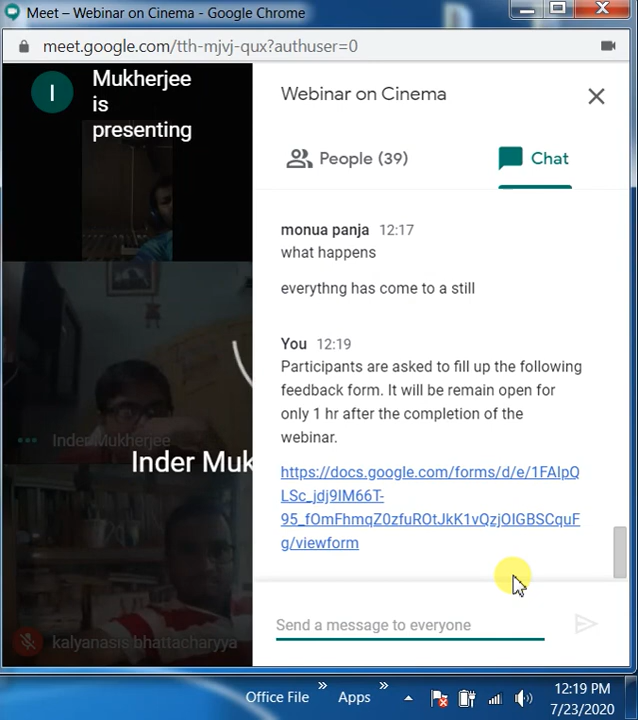 Meet – Webinar on Cinema - Google Chrome
meet.google.com/tth-mjvj-qux?authuser=0
I
Mukherjee
is
presenting
Webinar on Cinema
People (39)
Chat
monua panja 12:17
what happens
everythng has come to a still
You 12:19
Participants are asked to fill up the following
feedback form. It will be remain open for
only 1 hr after the completion of the
webinar.
https://docs.google.com/forms/d/e/1FAIpQ
LSc_jdj9IM66T-
95_fOmFhmqZ0zfuROtJkK1vQzjOIGBSCquF
g/viewform
Inder Mukherjee
Inder Muk
kalyanasis bhattacharyya
Send a message to everyone
Office File
Apps
12:19 PM
7/23/2020